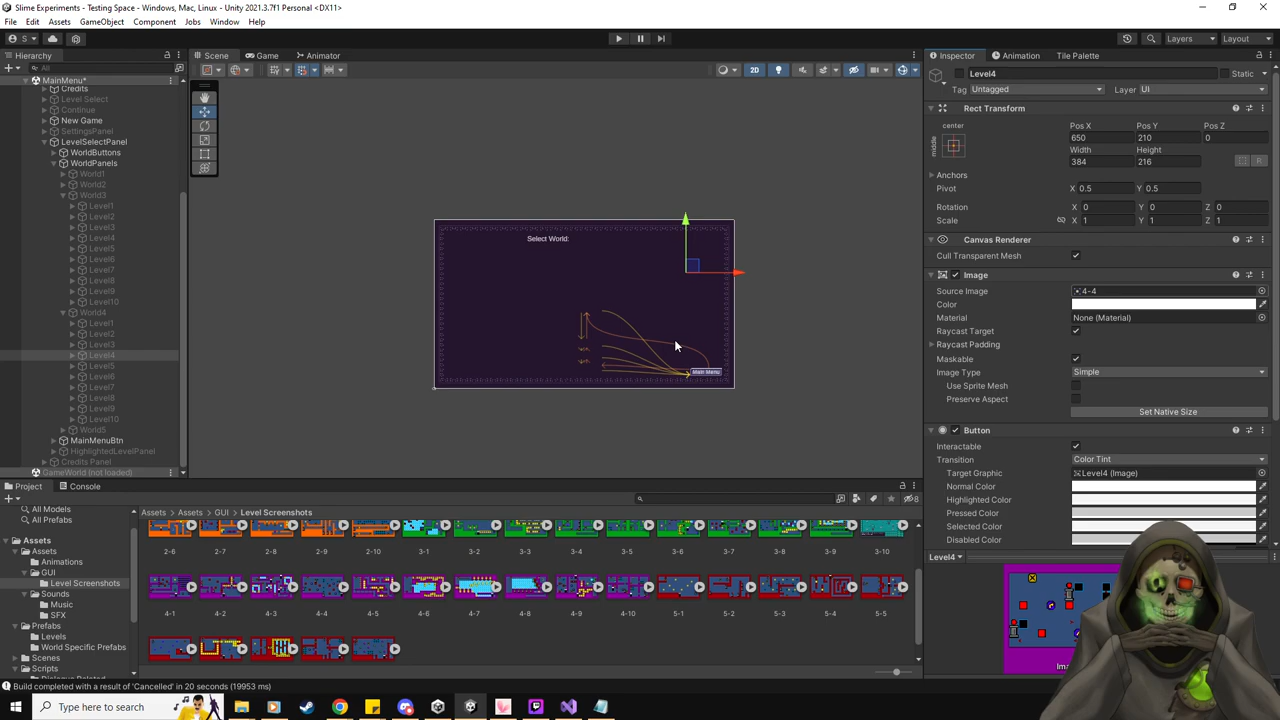 Slime Experiments - Testing Space - Windows, Mac, Linux - Unity 2021.3.7f1 Personal <DX11>
File Edit Assets GameObject Component Jobs Window Help
S
Layers Layout
Hierarchy
All
MainMenu*
Credits
Level Select
Continue
New Game
SettingsPanel
LevelSelectPanel
WorldButtons
WorldPanels
World1
World2
World3
Level1
Level2
Level3
Level4
Level5
Level6
Level7
Level8
Level9
Level10
World4
Level1
Level2
Level3
Level4
Level5
Level6
Level7
Level8
Level9
Level10
World5
MainMenuBtn
HighlightedLevelPanel
Credits Panel
GameWorld (not loaded)
Scene Game Animator
2D
Select World:
Main Menu
Inspector Animation Tile Palette
Level4 Static
Tag Untagged Layer UI
Rect Transform
center
middle
Pos X Pos Y Pos Z
650 210 0
Width Height
384 216
R
Anchors
Pivot X 0.5 Y 0.5
Rotation X 0 Y 0 Z 0
Scale X 1 Y 1 Z 1
Canvas Renderer
Cull Transparent Mesh
Image
Source Image 4-4
Color
Material None (Material)
Raycast Target
Raycast Padding
Maskable
Image Type Simple
Use Sprite Mesh
Preserve Aspect
Set Native Size
Button
Interactable
Transition Color Tint
Target Graphic Level4 (Image)
Normal Color
Highlighted Color
Pressed Color
Selected Color
Disabled Color
Level4
Project Console
8
All Models
All Prefabs
Assets
Assets
Animations
GUI
Level Screenshots
Sounds
Music
SFX
Prefabs
Levels
World Specific Prefabs
Scenes
Scripts
Assets > Assets > GUI > Level Screenshots
2-6 2-7 2-8 2-9 2-10 3-1 3-2 3-3 3-4 3-5 3-6 3-7 3-8 3-9 3-10
4-1 4-2 4-3 4-4 4-5 4-6 4-7 4-8 4-9 4-10 5-1 5-2 5-3 5-4 5-5
Build completed with a result of 'Cancelled' in 20 seconds (19953 ms)
Type here to search